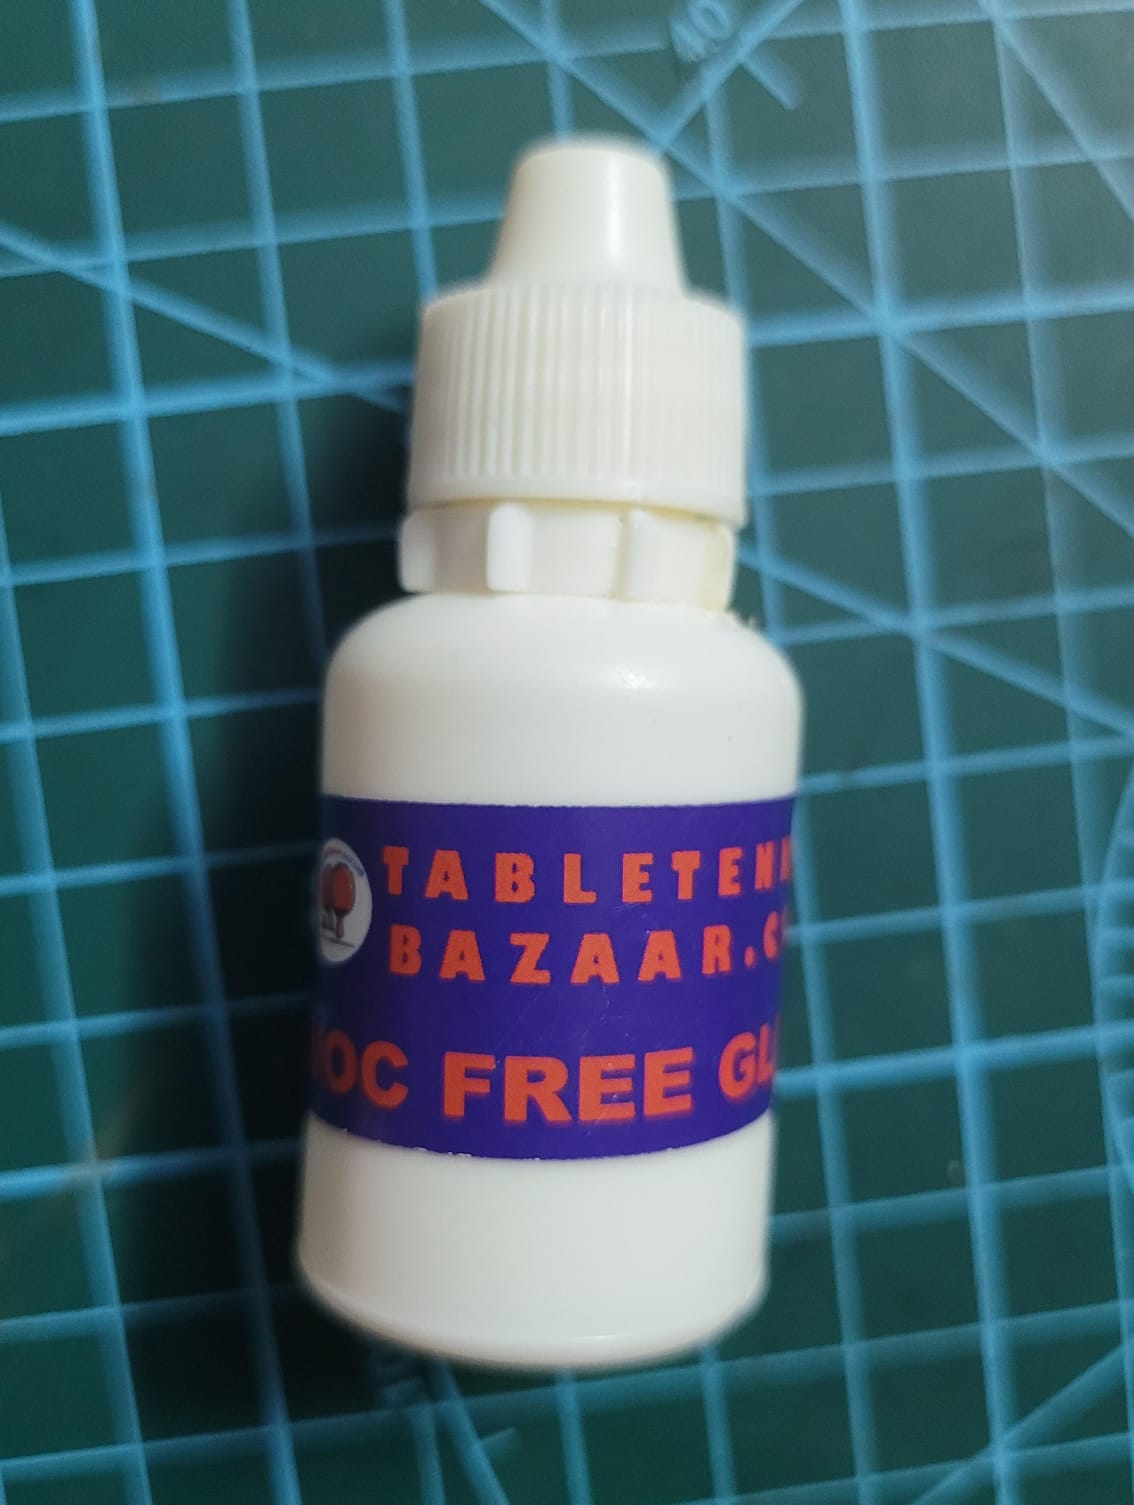 40
TABLETENN
BAZAAR.C
OC FREE GL